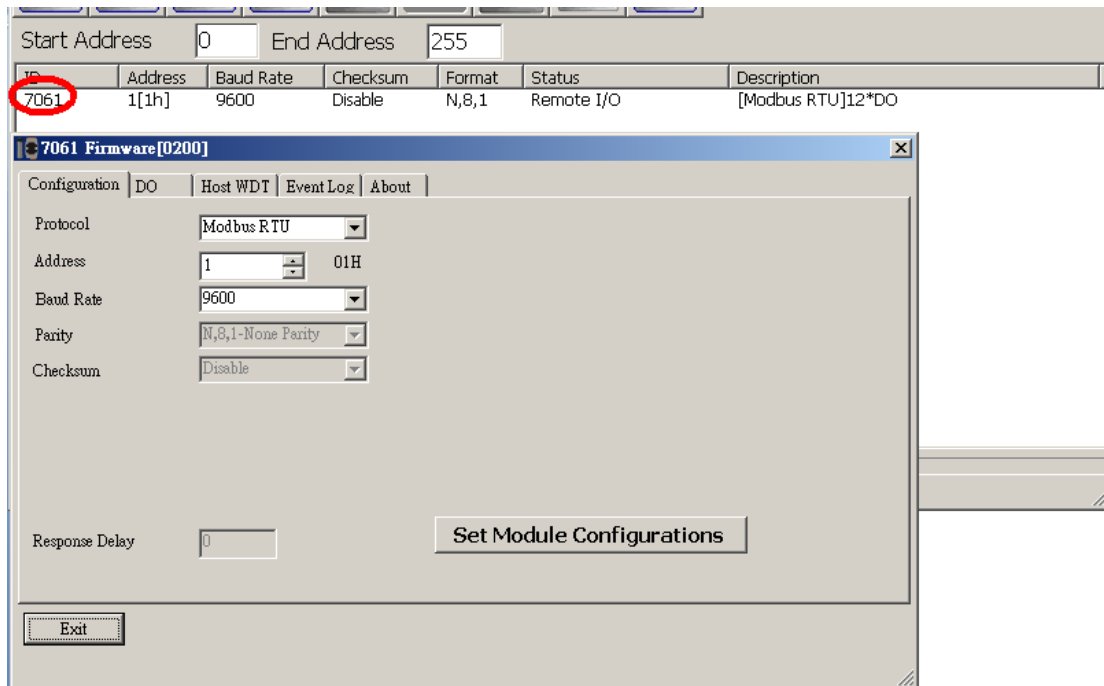 Start Address 0 End Address 255
ID Address Baud Rate Checksum Format Status Description
7061 1[1h] 9600 Disable N,8,1 Remote I/O [Modbus RTU]12*DO
7061 Firmware[0200]
Configuration DO Host WDT Event Log About
Protocol Modbus RTU
Address 1 01H
Baud Rate 9600
Parity N,8,1-None Parity
Checksum Disable
Response Delay 0 Set Module Configurations
Exit